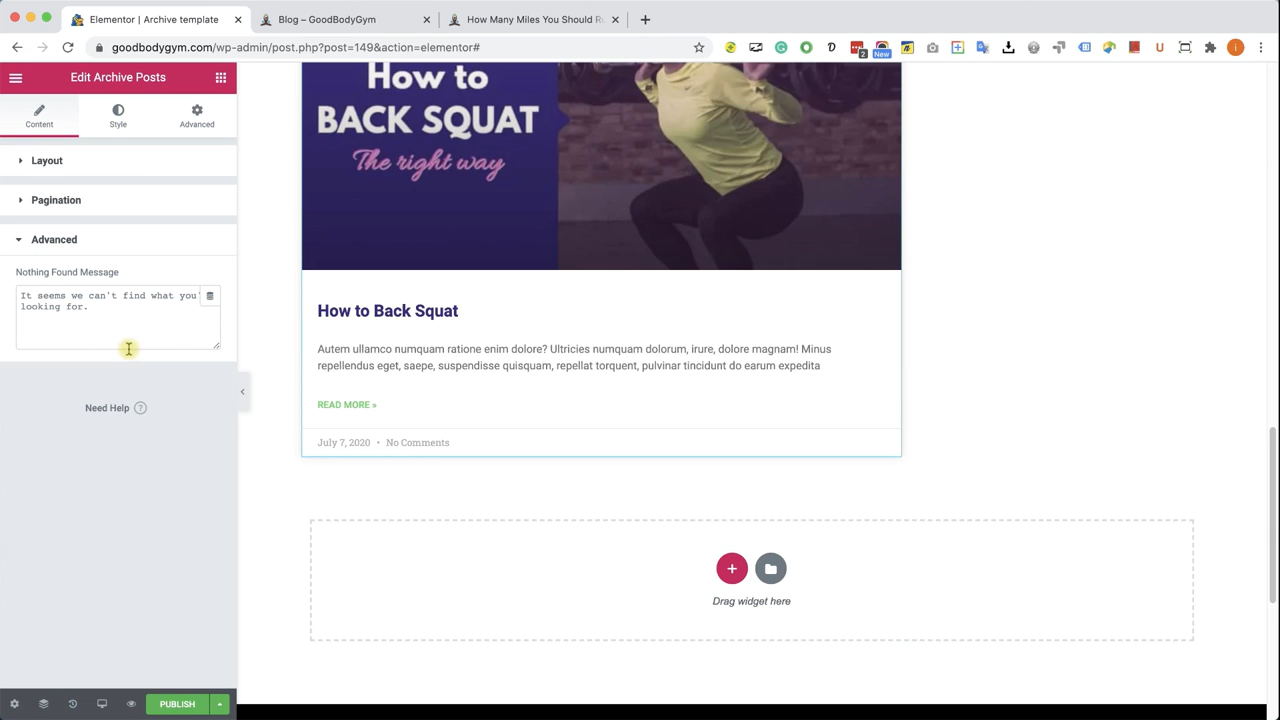 Elementor | Archive template
Blog – GoodBodyGym
How Many Miles You Should R
goodbodygym.com/wp-admin/post.php?post=149&action=elementor#
2
New
i
Edit Archive Posts
Content
Style
Advanced
Layout
Pagination
Advanced
Nothing Found Message
It seems we can't find what you'
looking for.
Need Help ?
PUBLISH
How to
BACK SQUAT
The right way
How to Back Squat
Autem ullamco numquam ratione enim dolore? Ultricies numquam dolorum, irure, dolore magnam! Minus
repellendus eget, saepe, suspendisse quisquam, repellat torquent, pulvinar tincidunt do earum expedita
READ MORE »
July 7, 2020 • No Comments
Drag widget here